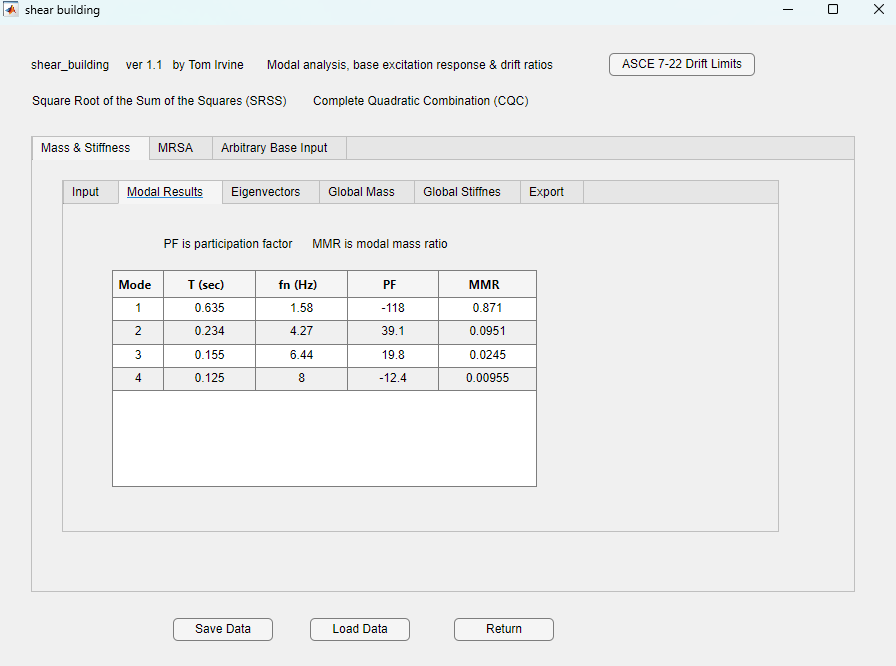 shear building
shear_building ver 1.1 by Tom Irvine Modal analysis, base excitation response & drift ratios ASCE 7-22 Drift Limits
Square Root of the Sum of the Squares (SRSS) Complete Quadratic Combination (CQC)
Mass & Stiffness MRSA Arbitrary Base Input
Input Modal Results Eigenvectors Global Mass Global Stiffnes Export
PF is participation factor MMR is modal mass ratio
Mode T (sec) fn (Hz) PF MMR
1 0.635 1.58 -118 0.871
2 0.234 4.27 39.1 0.0951
3 0.155 6.44 19.8 0.0245
4 0.125 8 -12.4 0.00955
Save Data Load Data Return